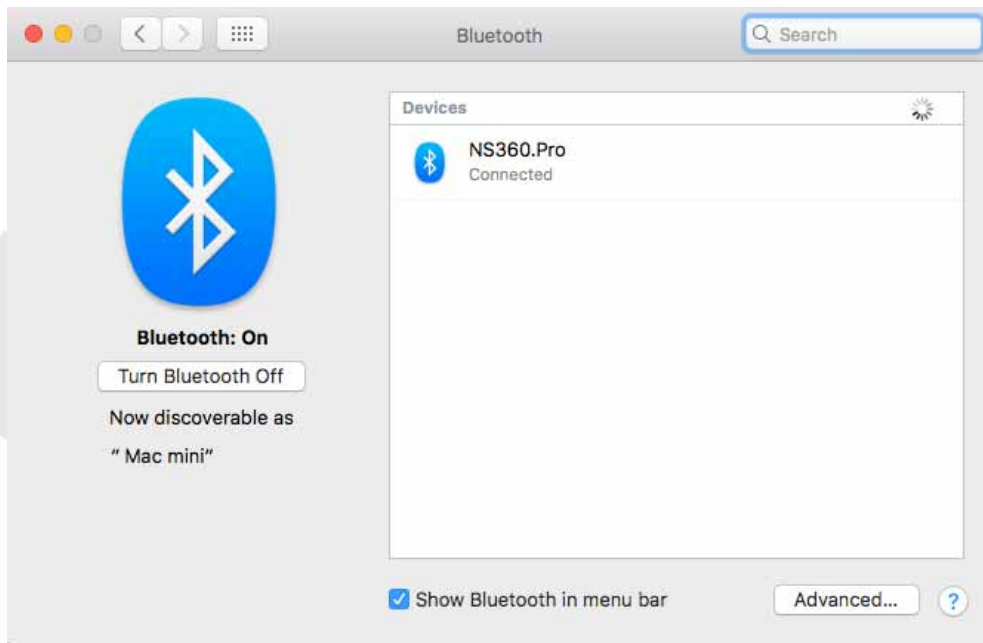 Bluetooth
Search
Devices
NS360.Pro
Connected
Bluetooth: On
Turn Bluetooth Off
Now discoverable as
“ Mac mini”
Show Bluetooth in menu bar
Advanced...
?